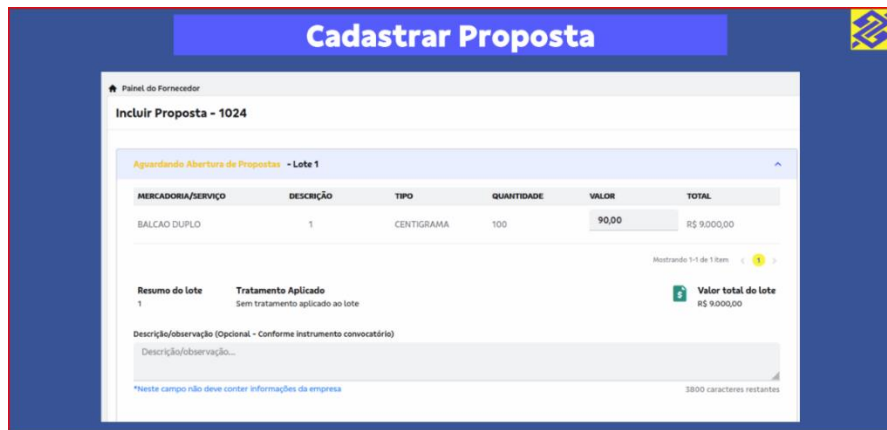 Cadastrar Proposta
Painel do Fornecedor
Incluir Proposta - 1024
Aguardando Abertura de Propostas - Lote 1
MERCADORIA/SERVIÇO DESCRIÇÃO TIPO QUANTIDADE VALOR TOTAL
BALCAO DUPLO 1 CENTIGRAMA 100 90,00 R$ 9.000,00
Mostrando 1-1 de 1 item < 1 >
Resumo do lote Tratamento Aplicado Valor total do lote
1 Sem tratamento aplicado ao lote R$ 9.000,00
Descrição/observação (Opcional - Conforme instrumento convocatório)
Descrição/observação...
*Neste campo não deve conter informações da empresa 3800 caracteres restantes